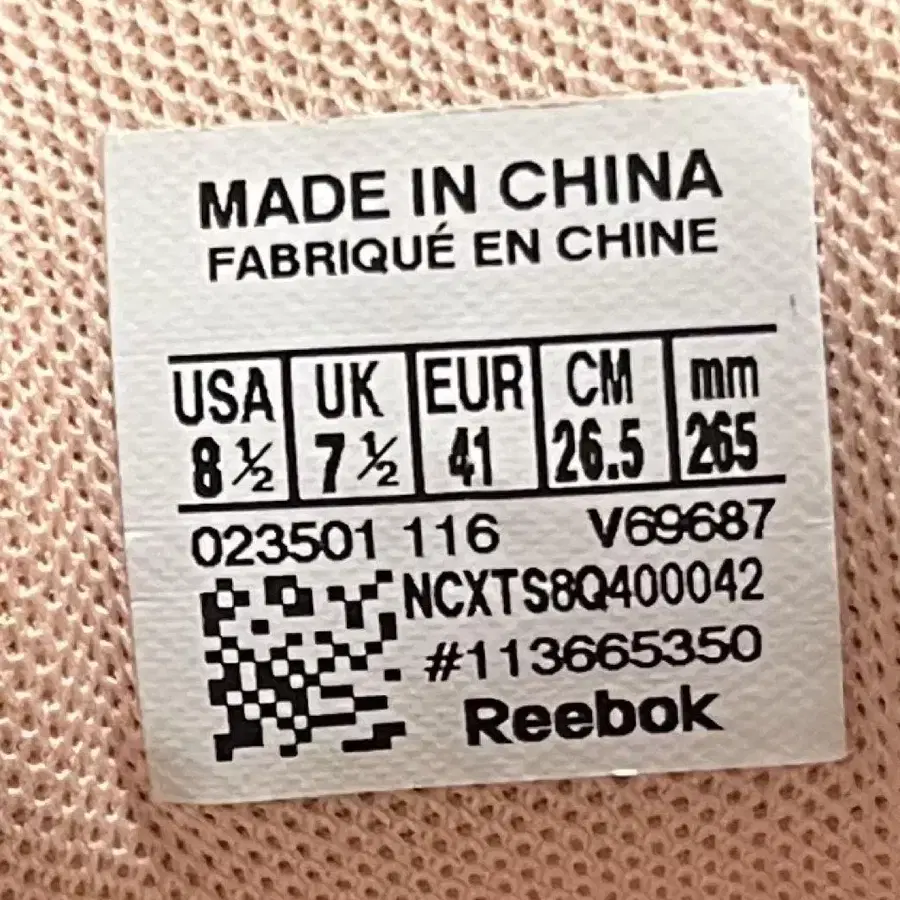 MADE IN CHINA
FABRIQUÉ EN CHINE
USA UK EUR CM mm
8 ½ 7 ½ 41 26.5 265
023501 116 V69687
NCXTS8Q400042
#113665350
Reebok